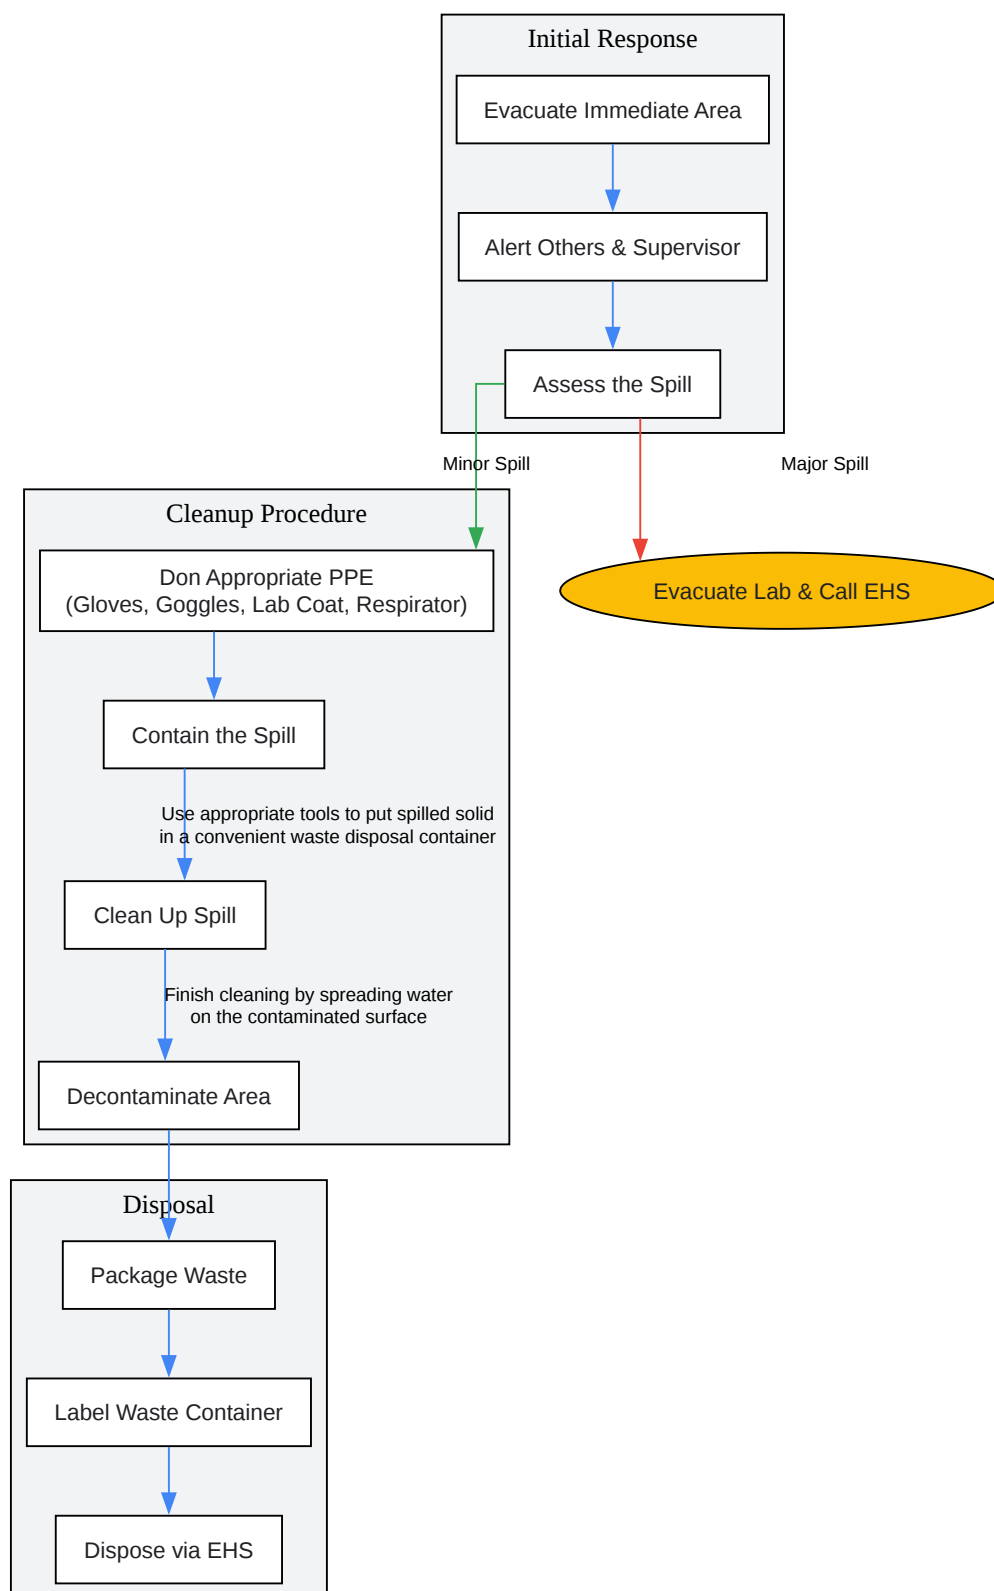 Initial Response
Evacuate Immediate Area
Alert Others & Supervisor
Assess the Spill
Minor Spill
Major Spill
Cleanup Procedure
Don Appropriate PPE
(Gloves, Goggles, Lab Coat, Respirator)
Evacuate Lab & Call EHS
Contain the Spill
Use appropriate tools to put spilled solid
in a convenient waste disposal container
Clean Up Spill
Finish cleaning by spreading water
on the contaminated surface
Decontaminate Area
Disposal
Package Waste
Label Waste Container
Dispose via EHS